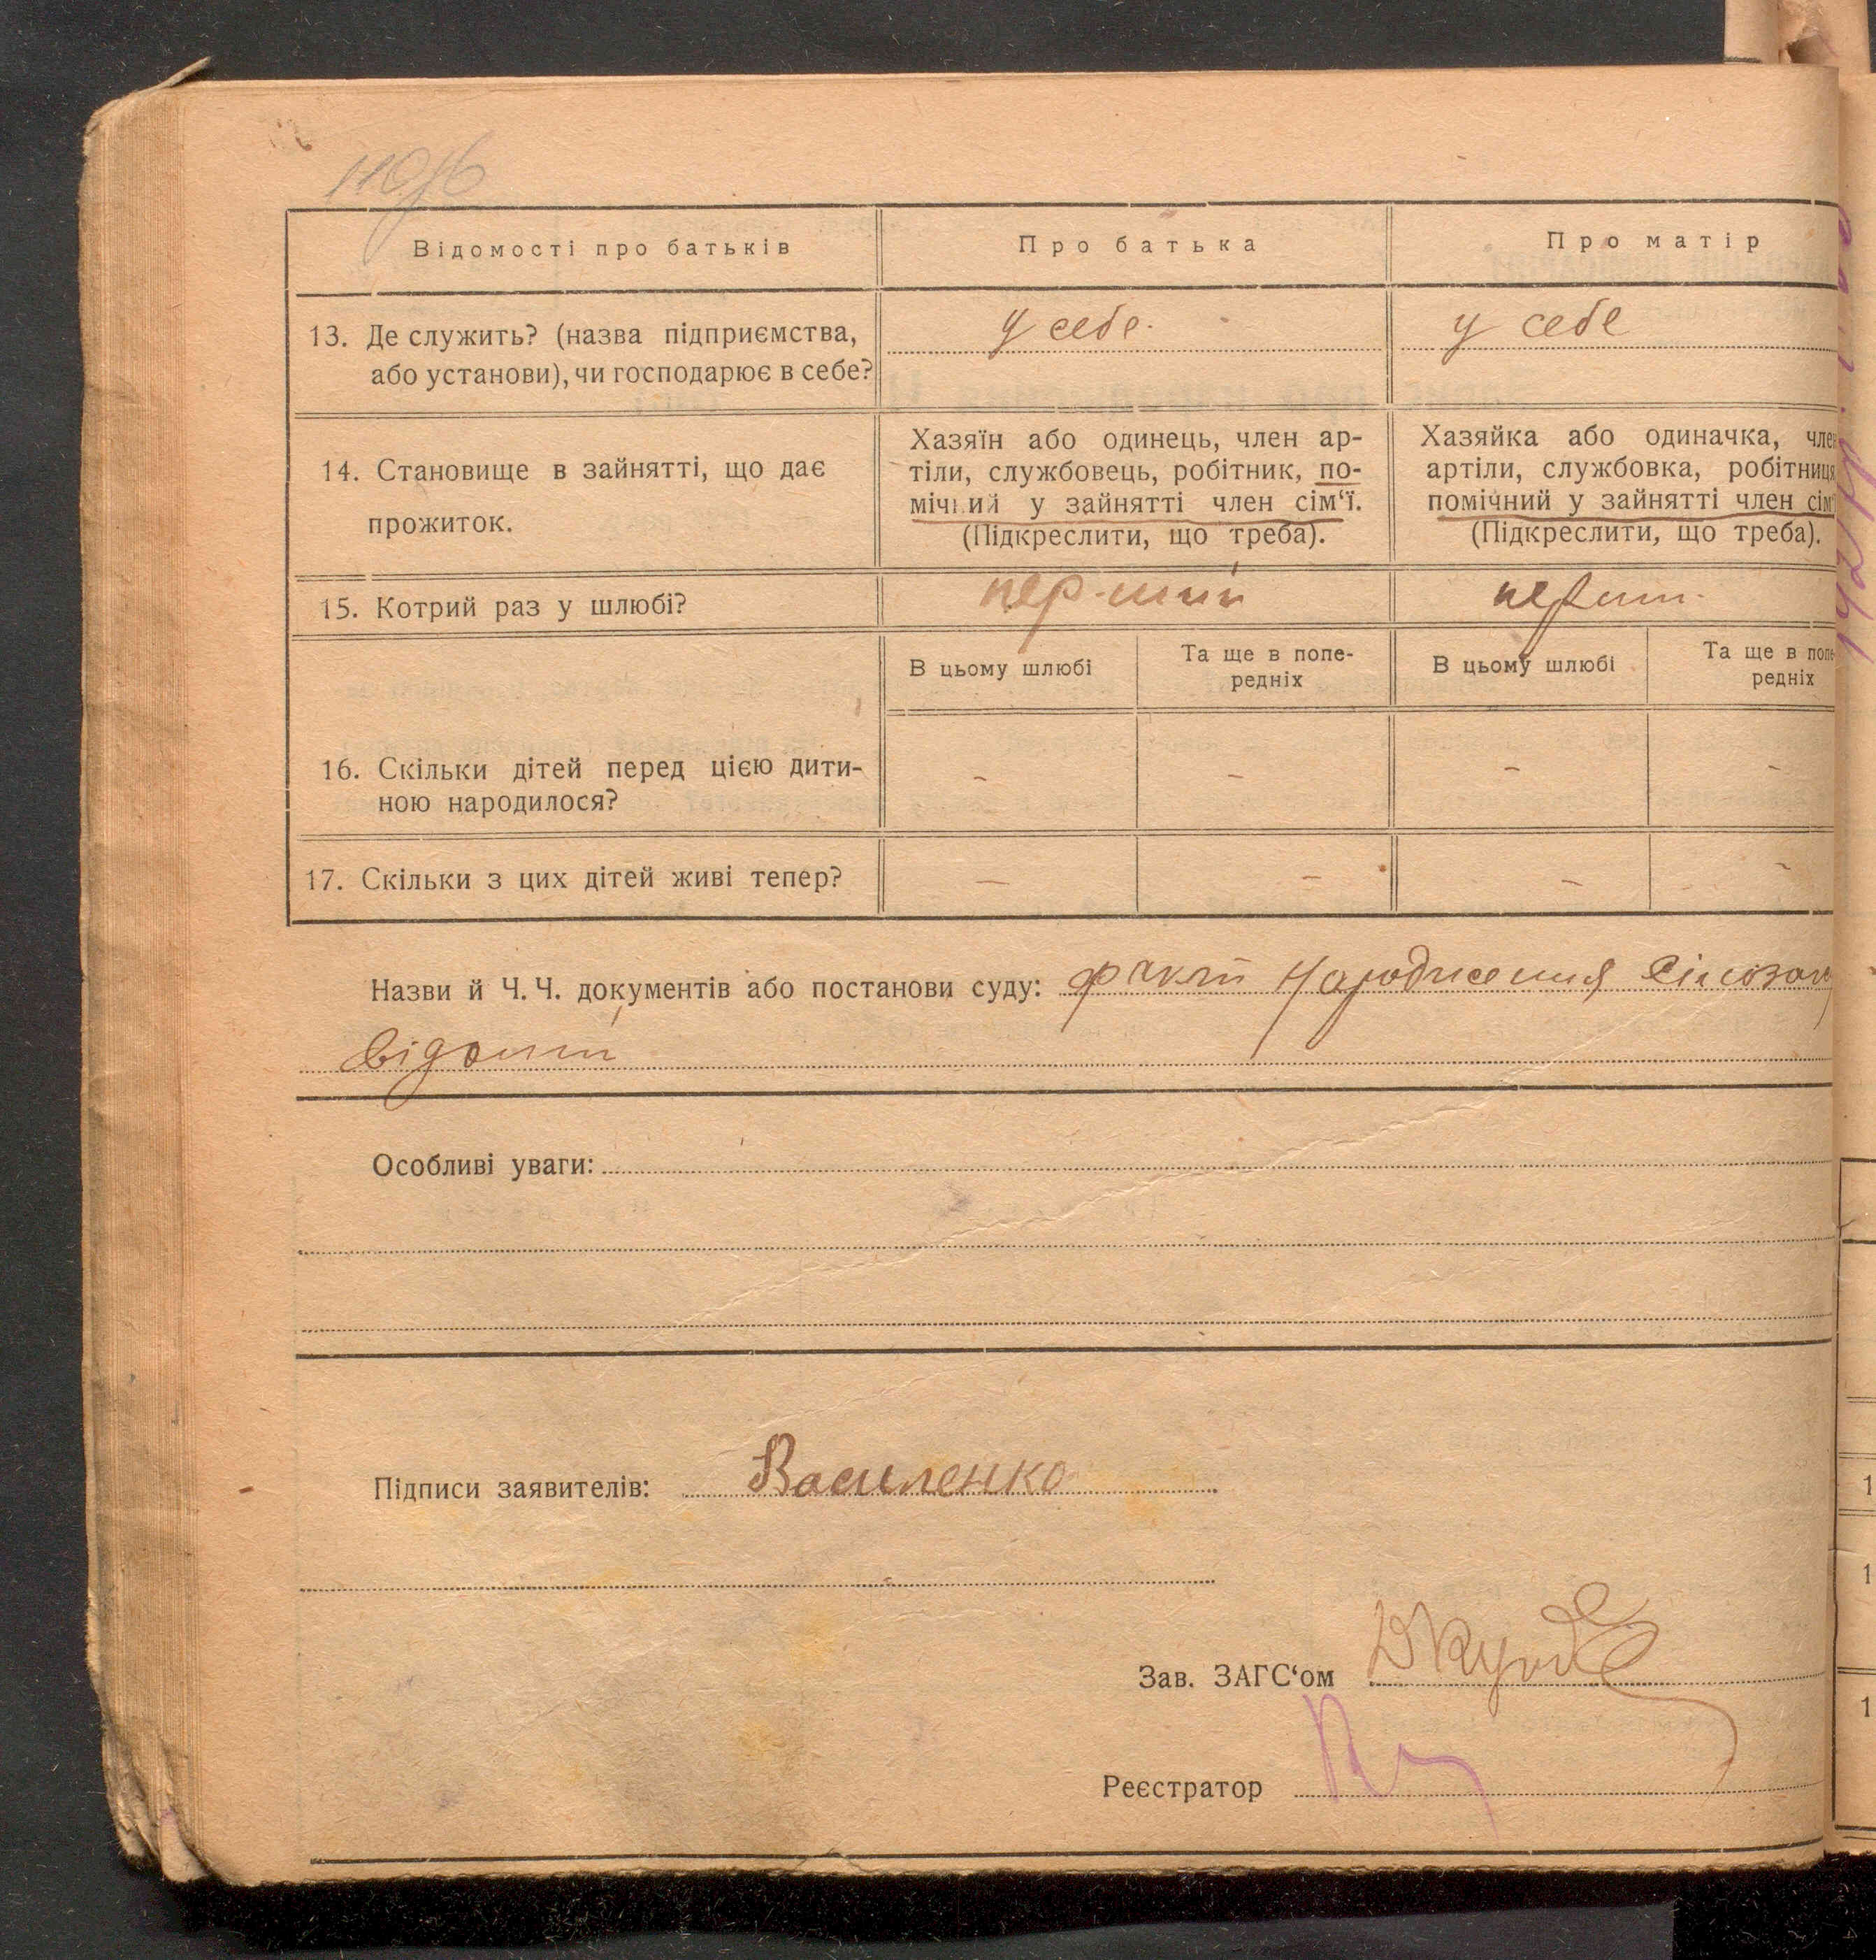 Відомості про батьків
Про батька
Про матір
13. Де служить? (назва підприємства,
або установи), чи господарює в себе?
у себе.
у себе
14. Становище в зайнятті, що дає
прожиток.
Хазяїн або одинець, член ар-
тіли, службовець, робітник, по-
мічний у зайнятті член сім‘ї.
(Підкреслити, що треба).
Хазяйка або одиначка, член
артіли, службовка, робітниця
помічний у зайнятті член сім‘
(Підкреслити, що треба).
15. Котрий раз у шлюбі?
перший
перши
В цьому шлюбі
Та ще в попе-
редніх
В цьому шлюбі
Та ще в попе-
редніх
16. Скільки дітей перед цією дити-
ною народилося?
- - - -
17. Скільки з цих дітей живі тепер?
- - - -
Назви й Ч. Ч. документів або постанови суду: факт народження
відомий
Особливі уваги:
Підписи заявителів: Василенко
Зав. ЗАГС‘ом
Реєстратор